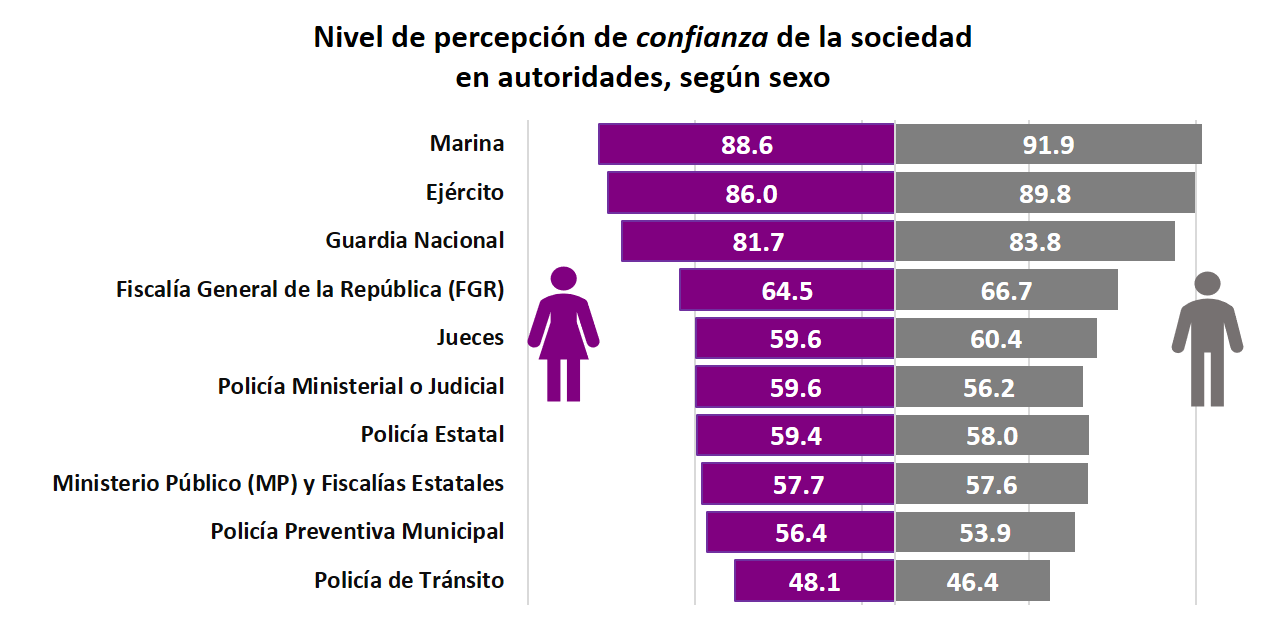 Nivel de percepción de confianza de la sociedad
en autoridades, según sexo
Marina 88.6 91.9
Ejército 86.0 89.8
Guardia Nacional 81.7 83.8
Fiscalía General de la República (FGR) 64.5 66.7
Jueces 59.6 60.4
Policía Ministerial o Judicial 59.6 56.2
Policía Estatal 59.4 58.0
Ministerio Público (MP) y Fiscalías Estatales 57.7 57.6
Policía Preventiva Municipal 56.4 53.9
Policía de Tránsito 48.1 46.4